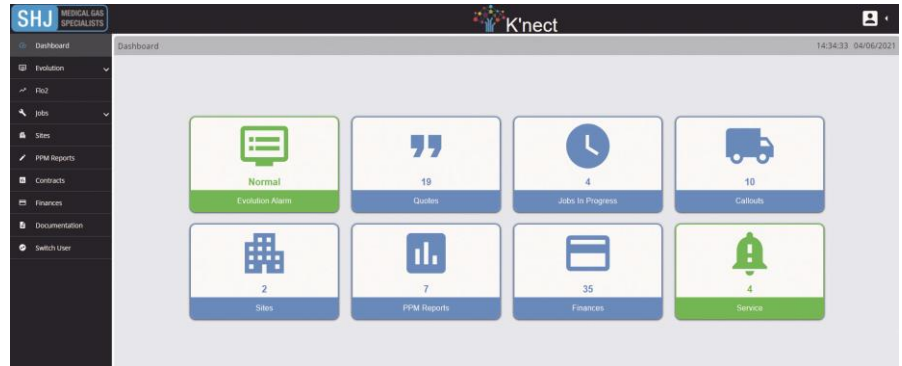 SHJ MEDICAL GAS
SPECIALISTS
K'nect
Dashboard
Evolution
Flo2
Jobs
Sites
PPM Reports
Contracts
Finances
Documentation
Switch User
Dashboard
14:34:33 04/06/2021
Normal
Evolution Alarm
19
Quotes
4
Jobs In Progress
10
Callouts
2
Sites
7
PPM Reports
35
Finances
4
Service